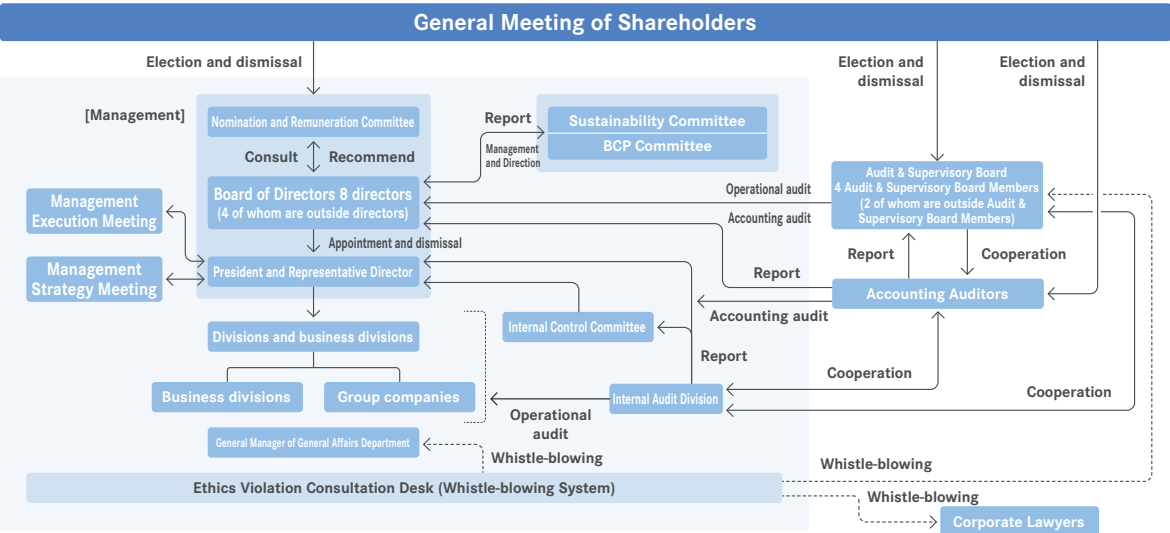 General Meeting of Shareholders
Election and dismissal
Election and
dismissal
Election and
dismissal
[Management]
Nomination and Remuneration Committee
Consult
Recommend
Report
Management
and Direction
Sustainability Committee
BCP Committee
Board of Directors 8 directors
(4 of whom are outside directors)
Audit & Supervisory Board
4 Audit & Supervisory Board Members
(2 of whom are outside Audit &
Supervisory Board Members)
Operational audit
Accounting audit
Management
Execution Meeting
Appointment and dismissal
Management
Strategy Meeting
President and Representative Director
Report
Cooperation
Report
Accounting Auditors
Accounting audit
Internal Control Committee
Divisions and business divisions
Report
Cooperation
Business divisions
Group companies
Internal Audit Division
Cooperation
Operational
audit
General Manager of General Affairs Department
Whistle-blowing
Whistle-blowing
Ethics Violation Consultation Desk (Whistle-blowing System)
Whistle-blowing
Corporate Lawyers